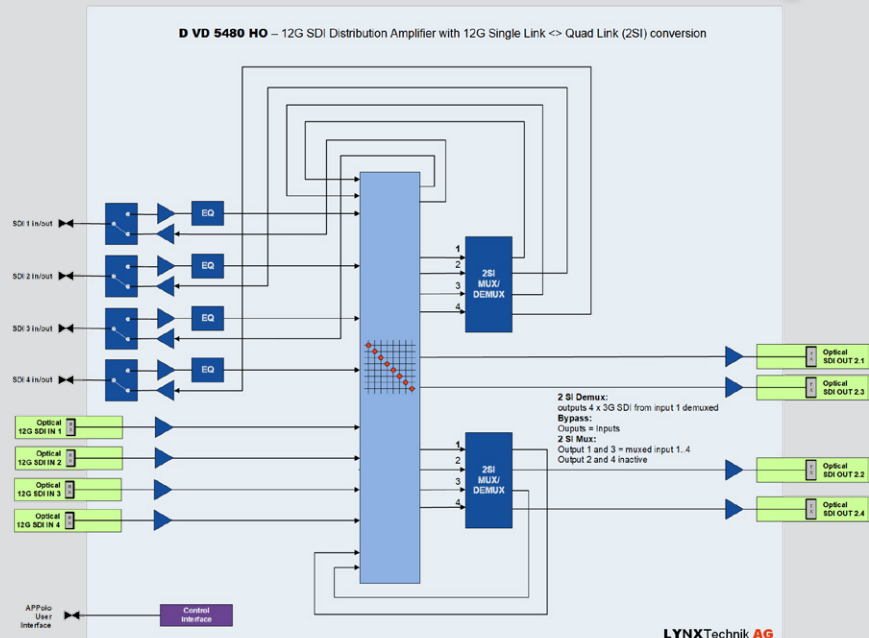 D VD 5480 HO – 12G SDI Distribution Amplifier with 12G Single Link <> Quad Link (2SI) conversion
SDI 1 in/out
EQ
SDI 2 in/out
EQ
SDI 3 in/out
EQ
SDI 4 in/out
EQ
1
2
3
4
2SI
MUX/
DEMUX
Optical
SDI OUT 2.1
Optical
SDI OUT 2.3
2 SI Demux:
outputs 4 x 3G SDI from input 1 demuxed
Bypass:
Ouputs = Inputs
2 SI Mux:
Output 1 and 3 = muxed input 1..4
Output 2 and 4 inactive
Optical
12G SDI IN 1
Optical
12G SDI IN 2
Optical
12G SDI IN 3
Optical
12G SDI IN 4
1
2
3
4
2SI
MUX/
DEMUX
Optical
SDI OUT 2.2
Optical
SDI OUT 2.4
APPolo
User
Interface
Control
Interface
LYNXTechnik AG